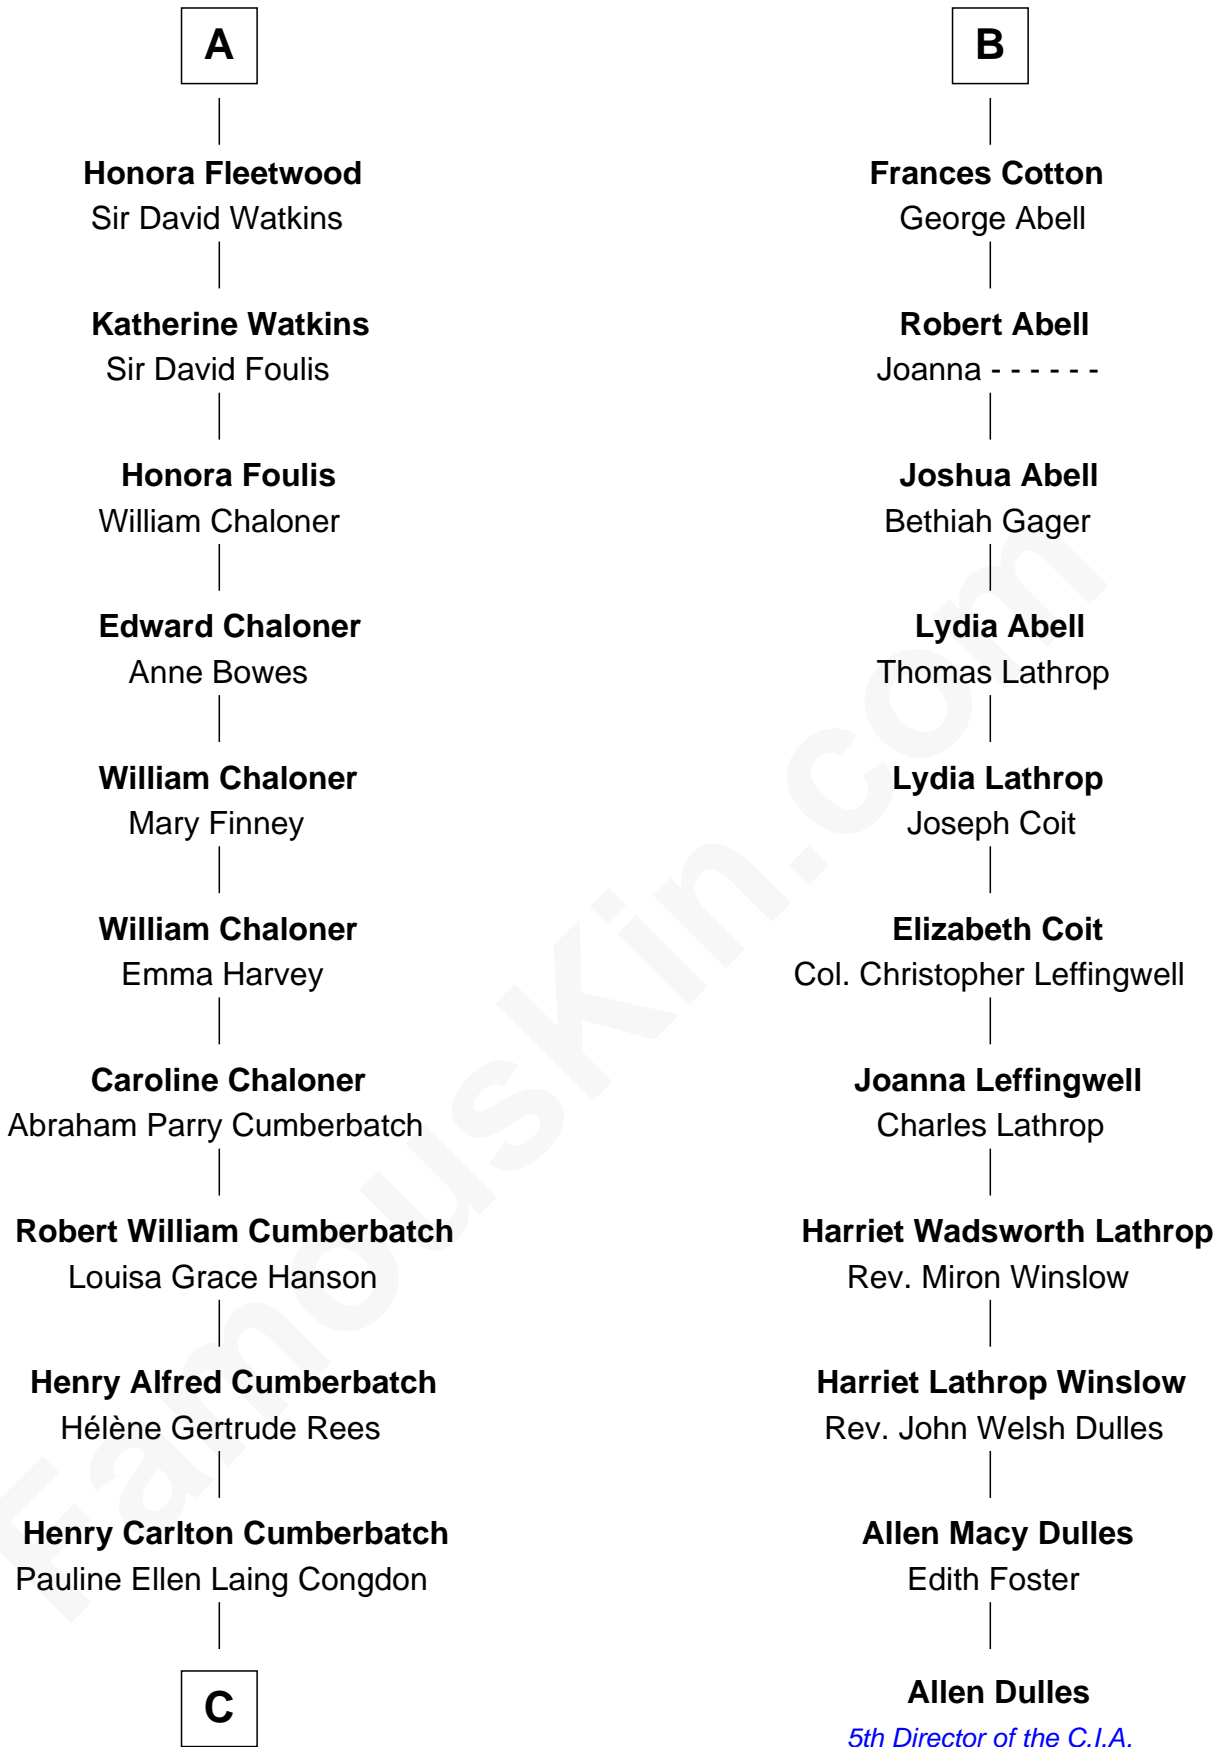 A
Honora Fleetwood
Sir David Watkins
Katherine Watkins
Sir David Foulis
Honora Foulis
William Chaloner
Edward Chaloner
Anne Bowes
William Chaloner
Mary Finney
William Chaloner
Emma Harvey
Caroline Chaloner
Abraham Parry Cumberbatch
Robert William Cumberbatch
Louisa Grace Hanson
Henry Alfred Cumberbatch
Hélène Gertrude Rees
Henry Carlton Cumberbatch
Pauline Ellen Laing Congdon
C
B
Frances Cotton
George Abell
Robert Abell
Joanna - - - - - -
Joshua Abell
Bethiah Gager
Lydia Abell
Thomas Lathrop
Lydia Lathrop
Joseph Coit
Elizabeth Coit
Col. Christopher Leffingwell
Joanna Leffingwell
Charles Lathrop
Harriet Wadsworth Lathrop
Rev. Miron Winslow
Harriet Lathrop Winslow
Rev. John Welsh Dulles
Allen Macy Dulles
Edith Foster
Allen Dulles
5th Director of the C.I.A.
FamousKin.com